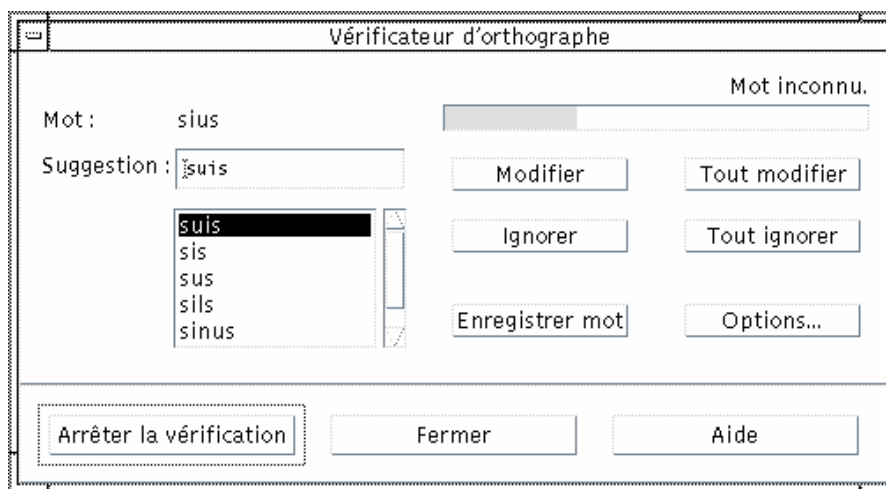 Vérificateur d'orthographe
Mot inconnu.
Mot : sius
Suggestion : suis
Modifier Tout modifier
suis
sis
sus
sils
sinus
Ignorer Tout ignorer
Enregistrer mot Options...
Arrêter la vérification Fermer Aide